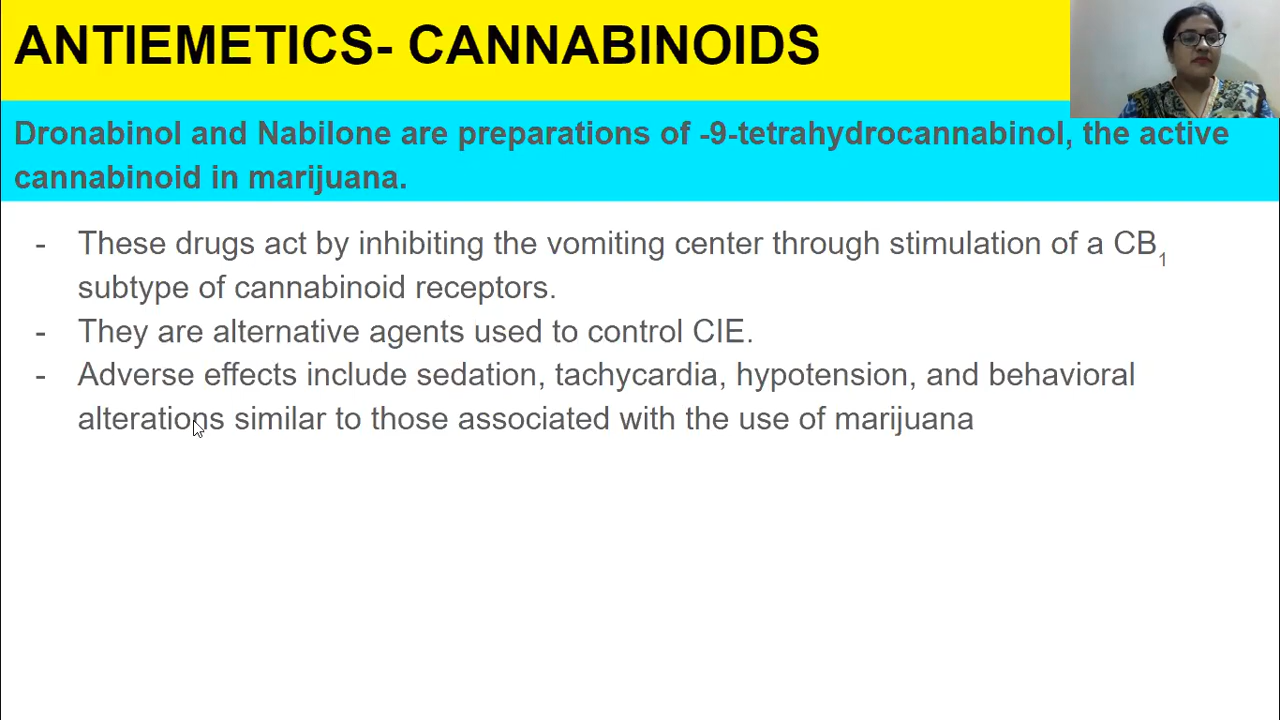 ANTIEMETICS- CANNABINOIDS
Dronabinol and Nabilone are preparations of -9-tetrahydrocannabinol, the active
cannabinoid in marijuana.
- These drugs act by inhibiting the vomiting center through stimulation of a CB1
subtype of cannabinoid receptors.
- They are alternative agents used to control CIE.
- Adverse effects include sedation, tachycardia, hypotension, and behavioral
alterations similar to those associated with the use of marijuana